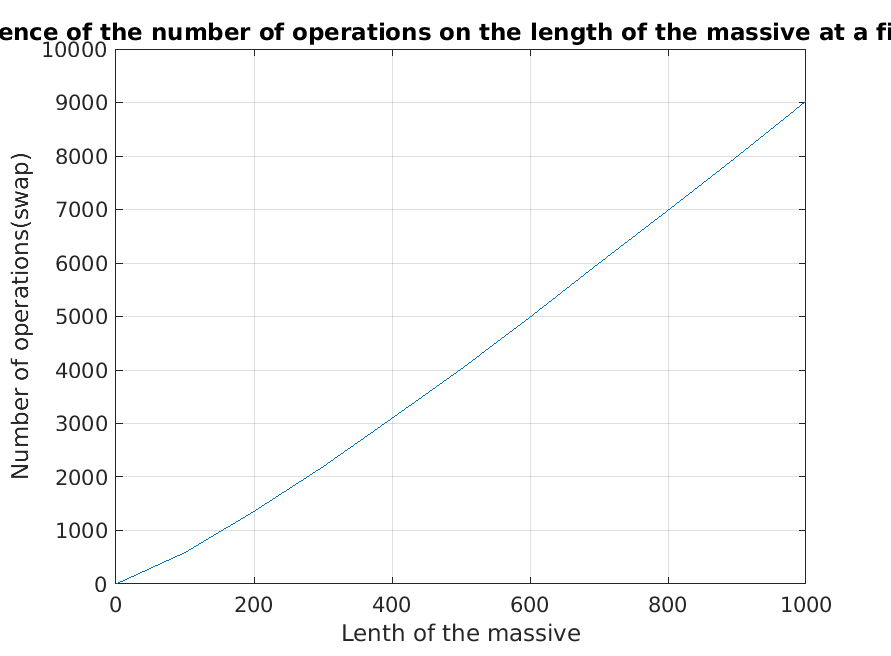 ence of the number of operations on the length of the massive at a fi
10000
9000
8000
7000
6000
5000
4000
3000
2000
1000
0
Number of operations(swap)
0 200 400 600 800 1000
Lenth of the massive